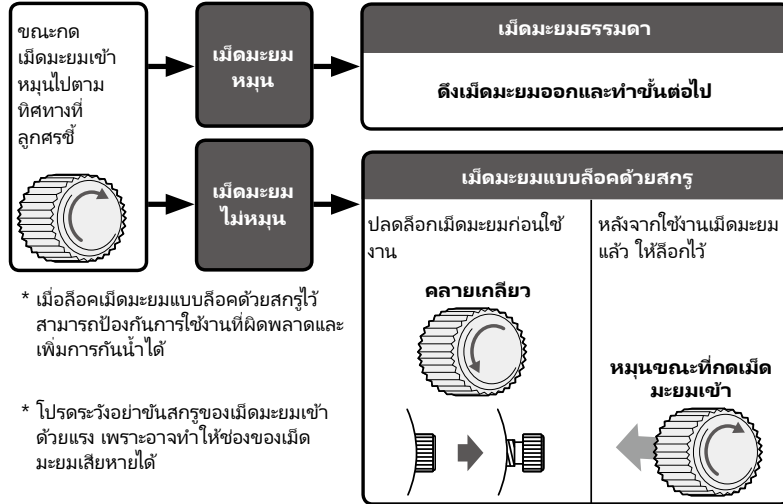 ขณะกด
เม็ดมะยมเข้า
หมุนไปตาม
ทิศทางที่
ลูกศรชี้
เม็ดมะยม
หมุน
เม็ดมะยมธรรมดา
ดึงเม็ดมะยมออกและทำขั้นต่อไป
เม็ดมะยม
ไม่หมุน
เม็ดมะยมแบบล็อคด้วยสกรู
ปลดล็อกเม็ดมะยมก่อนใช้
งาน
คลายเกลียว
หลังจากใช้งานเม็ดมะยม
แล้ว ให้ล็อกไว้
หมุนขณะที่กดเม็ด
มะยมเข้า
* เมื่อล็อคเม็ดมะยมแบบล็อคด้วยสกรูไว้
สามารถป้องกันการใช้งานที่ผิดพลาดและ
เพิ่มการกันน้ำได้
* โปรดระวังอย่าขันสกรูของเม็ดมะยมเข้า
ด้วยแรง เพราะอาจทำให้ช่องของเม็ด
มะยมเสียหายได้